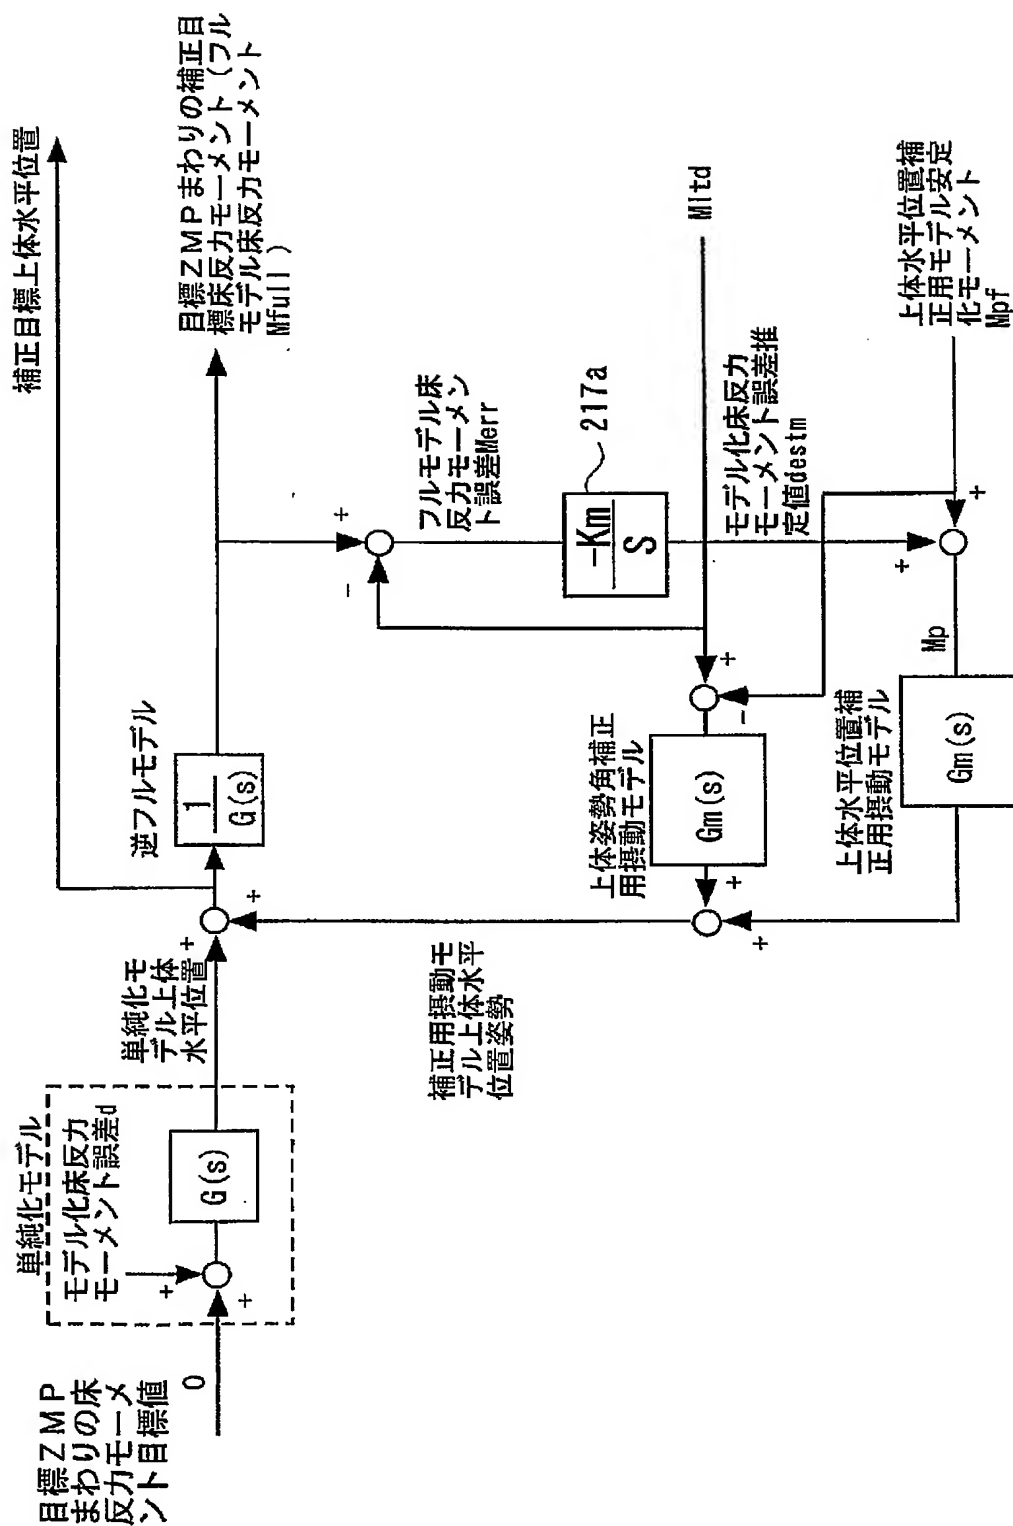 目標ZMP
まわりの床
反力モーメ
ント目標値
0
+
単純化モデル
モデル化床反力
モーメント誤差d
+
G(s)
単純化モ
デル上体
水平位置
+
+
逆フルモデル
1
G(s)
補正目標上体水平位置
目標ZMPまわりの補正目
標床反力モーメント(フル
モデル床反力モーメント
Mfull)
フルモデル床
反力モーメン
ト誤差Merr
+
-
-Km
S
217a
Mltd
モデル化床反力
モーメント誤差推
定値destm
上体水平位置補
正用モデル安定
化モーメント
Mpf
+
+
+
-
上体姿勢角補正
用摂動モデル
Gm(s)
Mp
上体水平位置補
正用摂動モデル
Gm(s)
+
+
補正用摂動モ
デル上体水平
位置姿勢